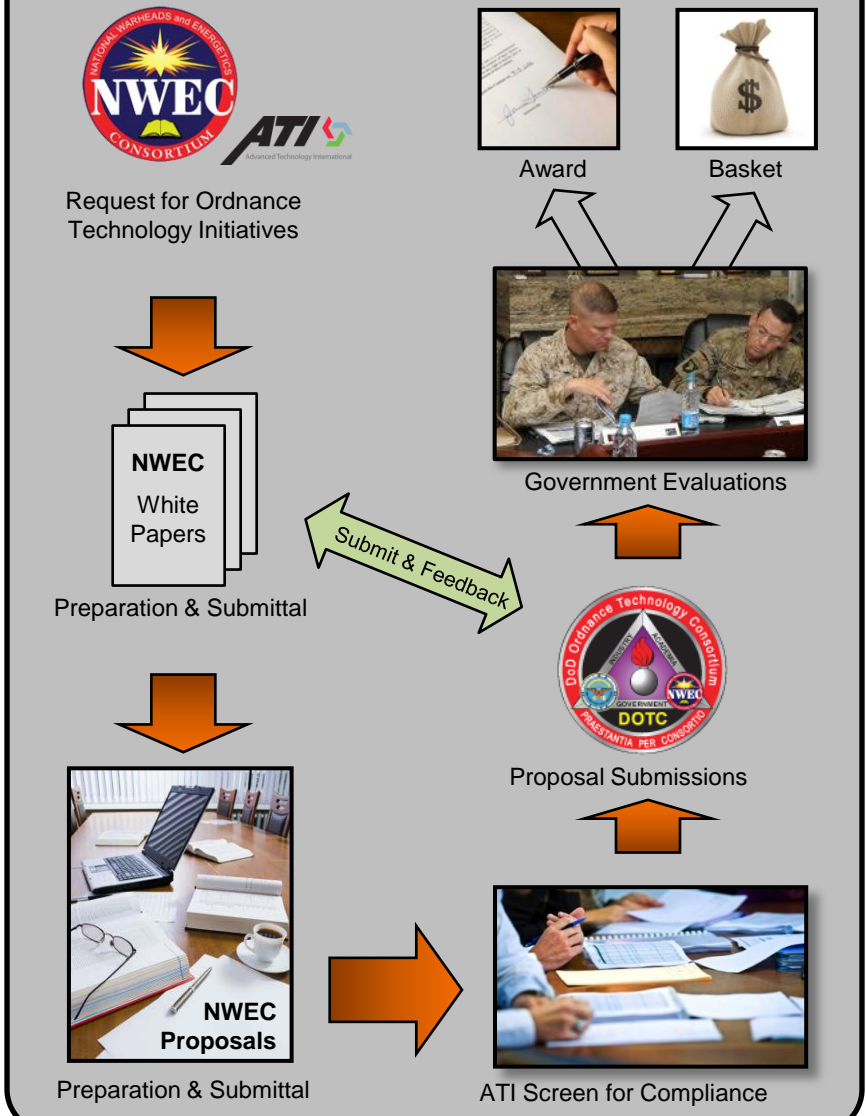 NATIONAL WARHEADS and ENERGETICS
NWEC
CONSORTIUM
ATI
Advanced Technology International
Request for Ordnance
Technology Initiatives
NWEC
White
Papers
Preparation & Submittal
NWEC
Proposals
Preparation & Submittal
ATI Screen for Compliance
Submit & Feedback
DoD Ordnance Technology Consortium
INDUSTRY
ACADEMIA
NWEC
GOVERNMENT
DOTC
PRAESTANTIA PER CONSORTIO
Proposal Submissions
Government Evaluations
Award
Basket
$